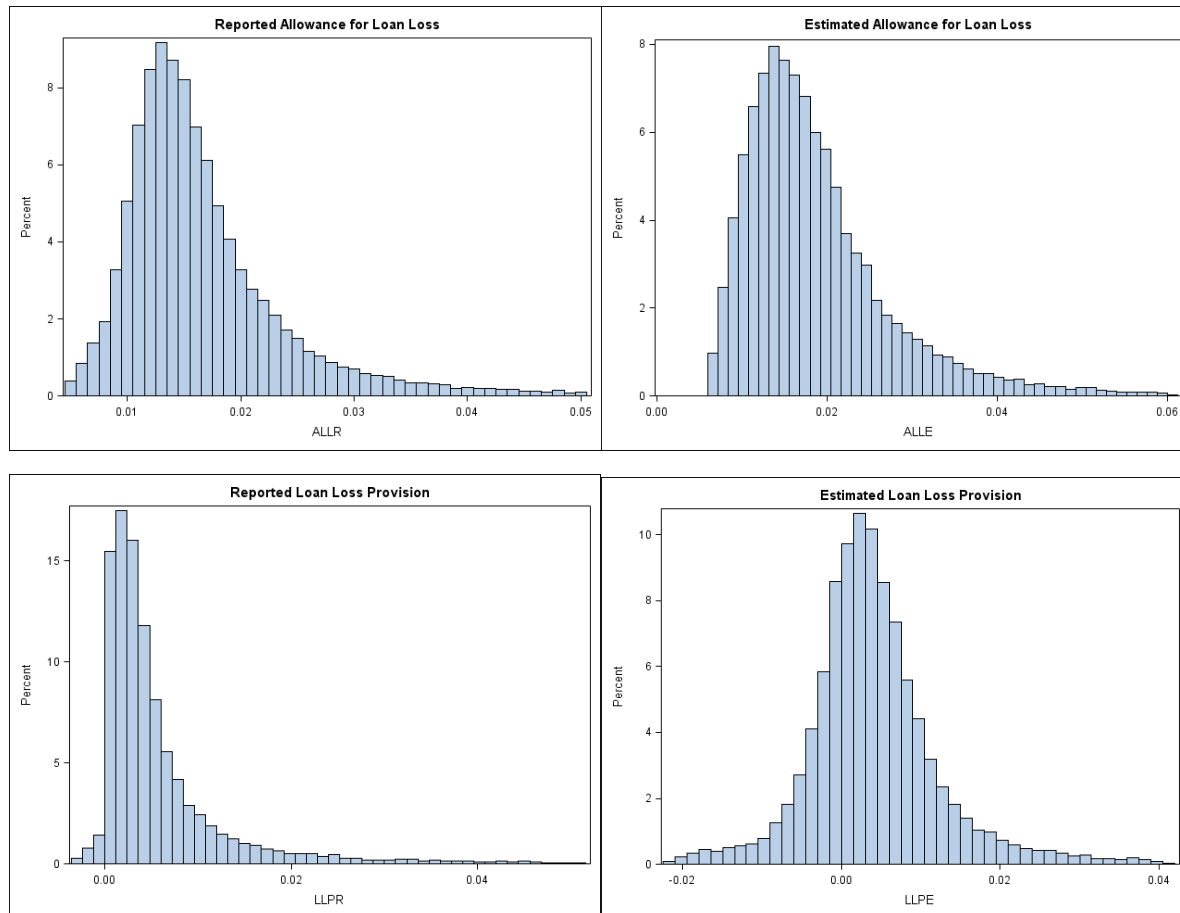 Reported Allowance for Loan Loss
8
6
4
2
0
Percent
0.01 0.02 0.03 0.04 0.05
ALLR
Estimated Allowance for Loan Loss
8
6
4
2
0
Percent
0.00 0.02 0.04 0.06
ALLE
Reported Loan Loss Provision
15
10
5
0
Percent
0.00 0.02 0.04
LLPR
Estimated Loan Loss Provision
10
8
6
4
2
0
Percent
-0.02 0.00 0.02 0.04
LLPE